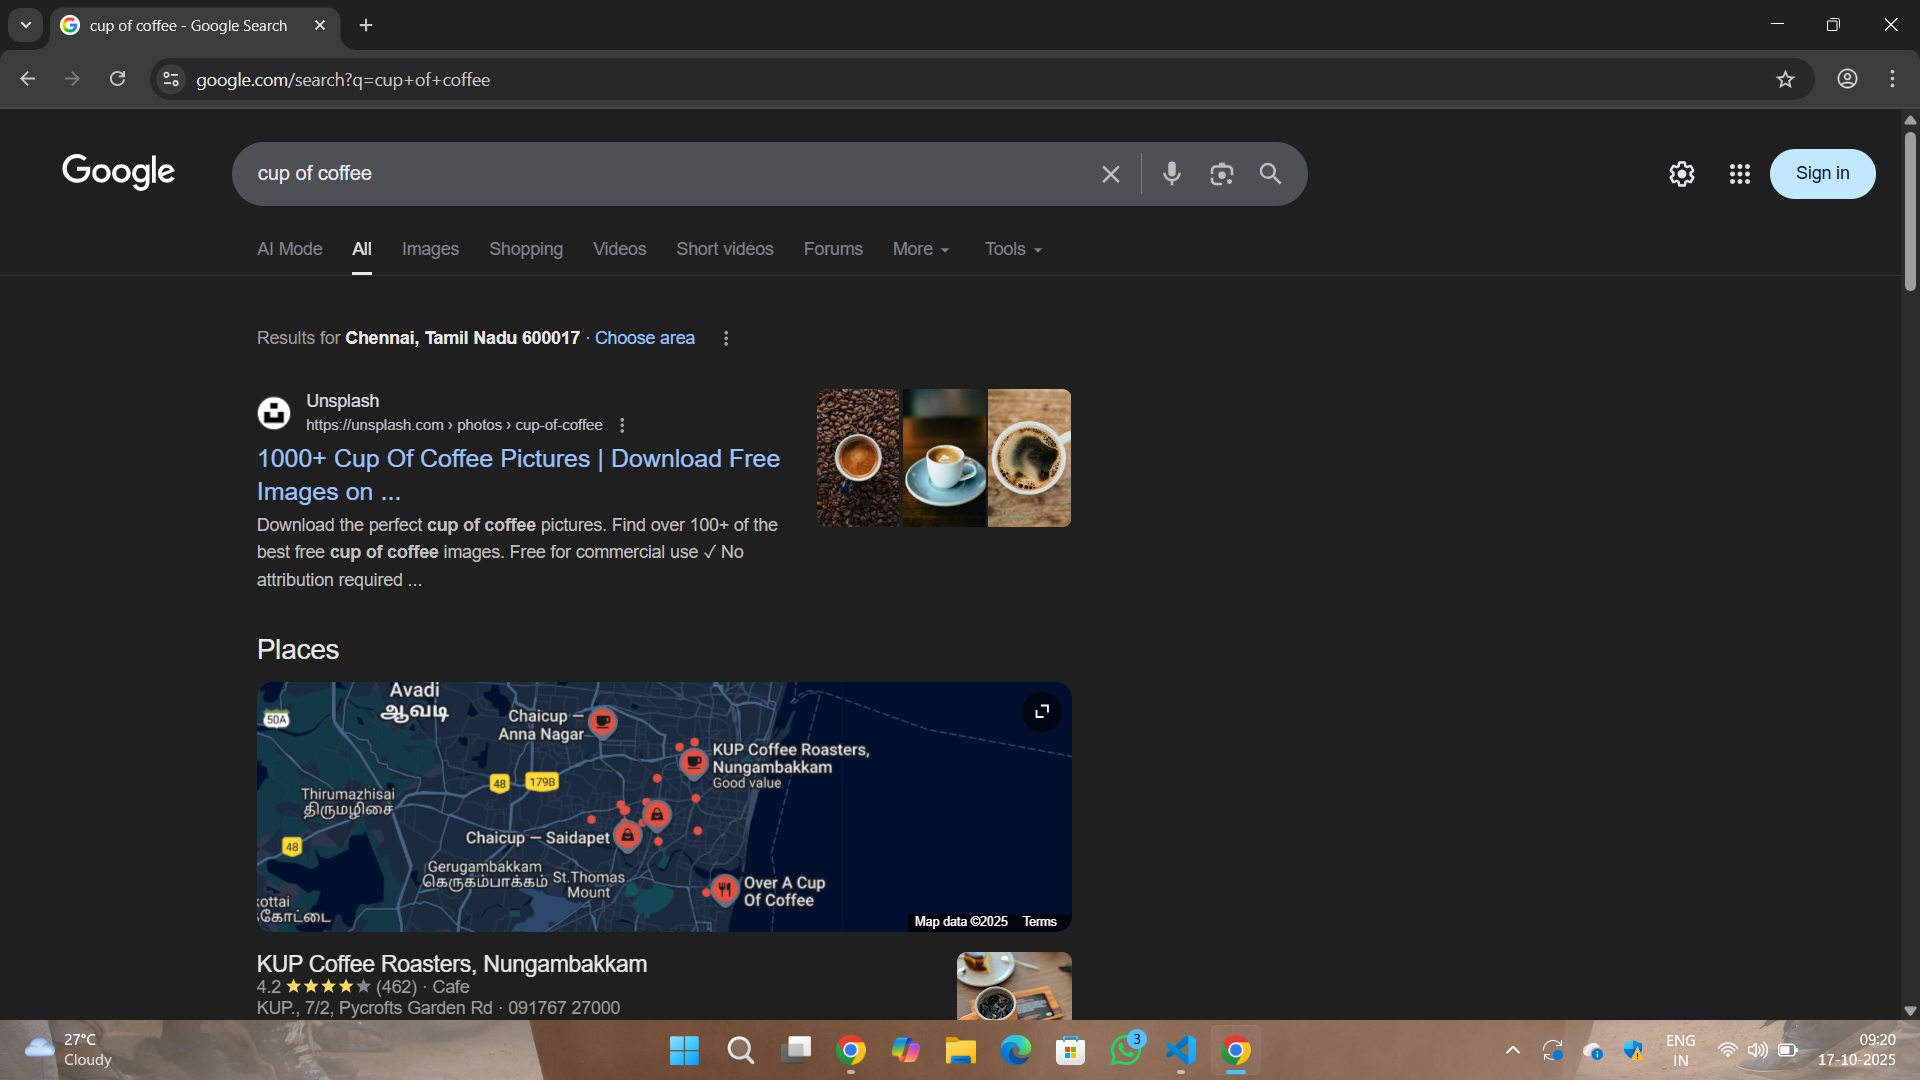 cup of coffee - Google Search
google.com/search?q=cup+of+coffee
Google
cup of coffee
Sign in
AI Mode
All
Images
Shopping
Videos
Short videos
Forums
More
Tools
Results for Chennai, Tamil Nadu 600017 · Choose area
Unsplash
https://unsplash.com › photos › cup-of-coffee
1000+ Cup Of Coffee Pictures | Download Free
Images on ...
Download the perfect cup of coffee pictures. Find over 100+ of the
best free cup of coffee images. Free for commercial use ✓ No
attribution required ...
Places
Avadi
ஆவடி
50A
Chaicup –
Anna Nagar
KUP Coffee Roasters,
Nungambakkam
Good value
48
179B
Thirumazhisai
திருமழிசை
Chaicup – Saidapet
48
Gerugambakkam
கெருகம்பாக்கம்
St.Thomas
Mount
Over A Cup
Of Coffee
கோட்டை
Map data ©2025
Terms
KUP Coffee Roasters, Nungambakkam
4.2 ★★★★★ (462) · Cafe
KUP., 7/2, Pycrofts Garden Rd · 091767 27000
27°C
Cloudy
3
ENG
IN
09:20
17-10-2025